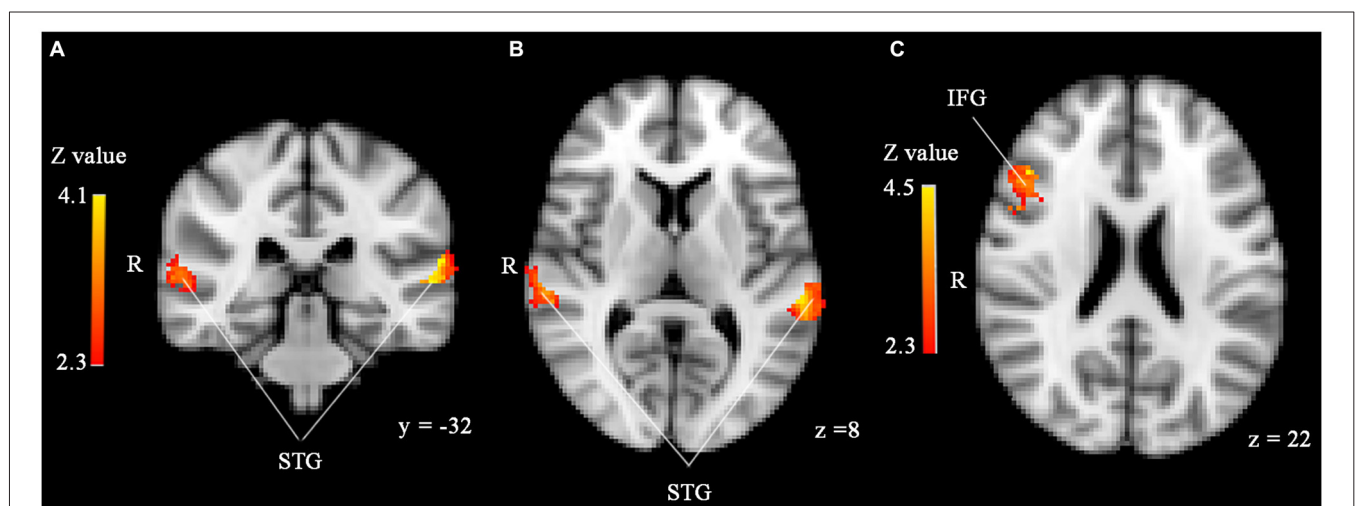 A
Z value
4.1
2.3
R
STG
y = -32
B
R
STG
z =8
C
IFG
Z value
4.5
2.3
R
z = 22